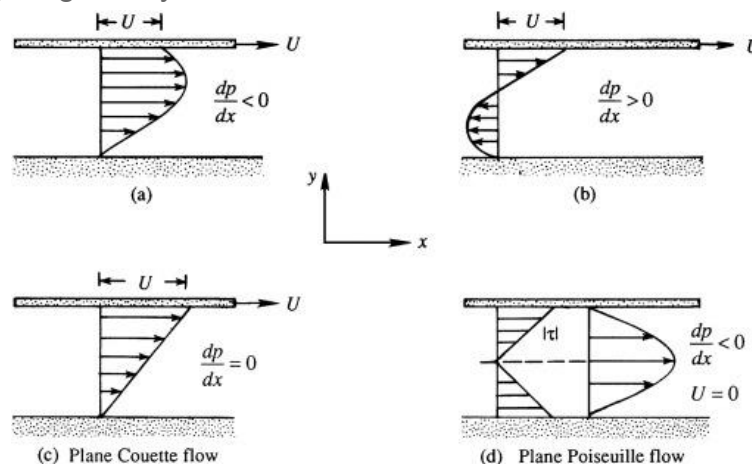 U
U
dp/dx < 0
(a)
U
U
dp/dx > 0
(b)
y
x
U
U
dp/dx = 0
(c) Plane Couette flow
|τ|
dp/dx < 0
U = 0
(d) Plane Poiseuille flow